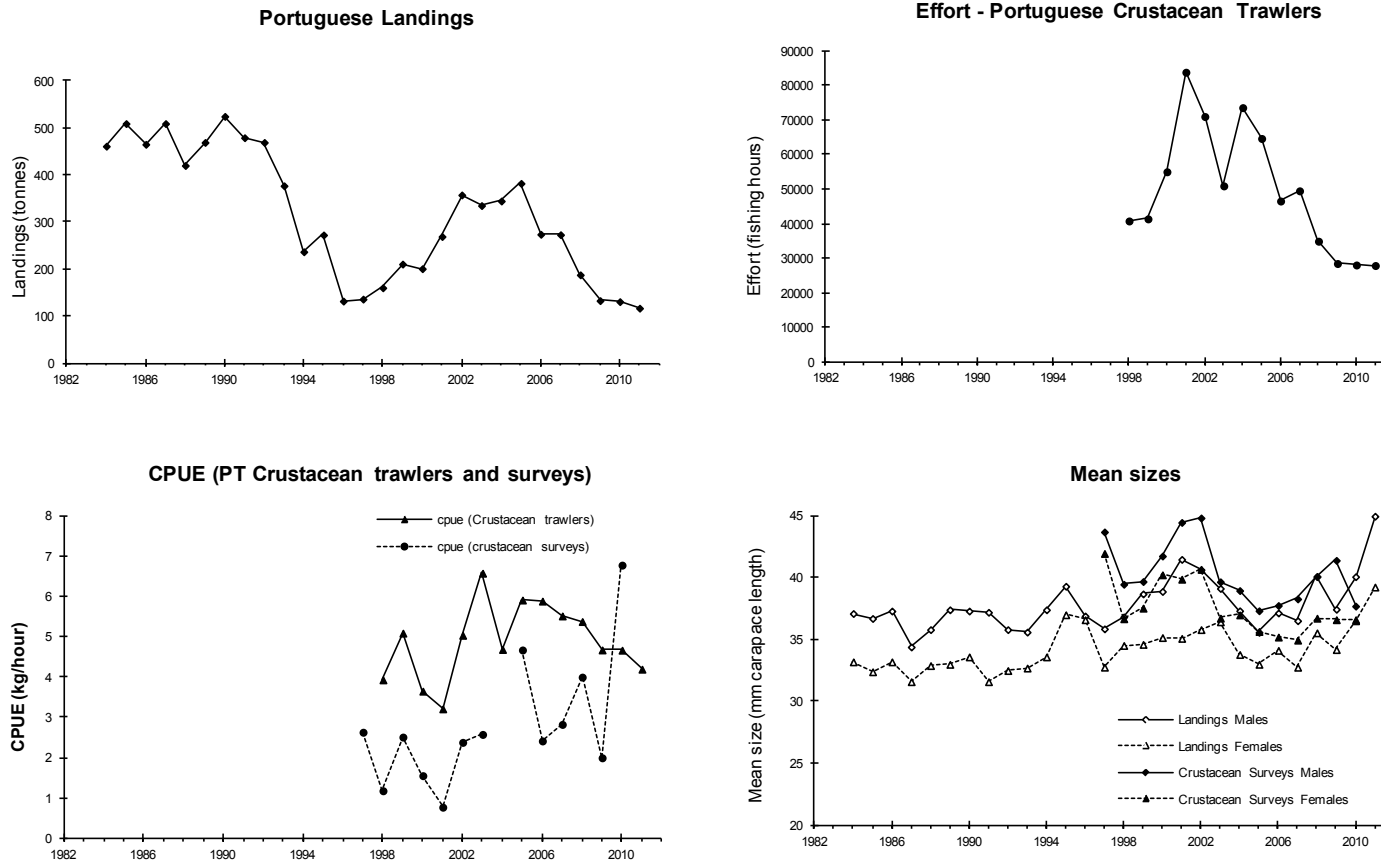 Portuguese Landings
Landings (tonnes)
600
500
400
300
200
100
0
1982 1986 1990 1994 1998 2002 2006 2010
Effort - Portuguese Crustacean Trawlers
Effort (fishing hours)
90000
80000
70000
60000
50000
40000
30000
20000
10000
0
1982 1986 1990 1994 1998 2002 2006 2010
CPUE (PT Crustacean trawlers and surveys)
CPUE (kg/hour)
8
7
6
5
4
3
2
1
0
cpue (Crustacean trawlers)
cpue (crustacean surveys)
1982 1986 1990 1994 1998 2002 2006 2010
Mean sizes
Mean size (mm carapace length)
45
40
35
30
25
20
Landings Males
Landings Females
Crustacean Surveys Males
Crustacean Surveys Females
1982 1986 1990 1994 1998 2002 2006 2010